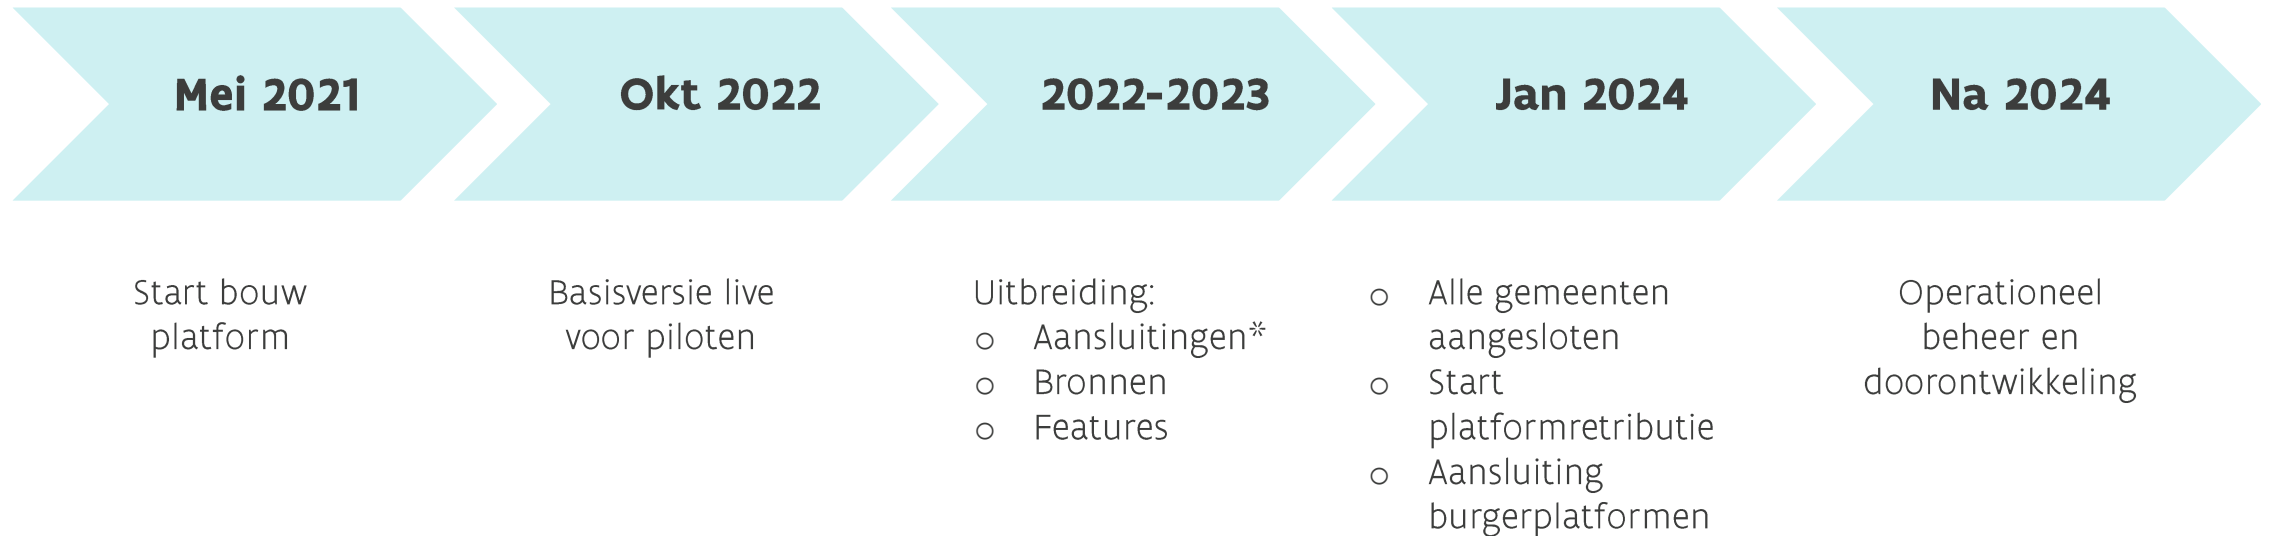 Mei 2021
Okt 2022
2022-2023
Jan 2024
Na 2024
Start bouw
platform
Basisversie live
voor piloten
Uitbreiding:
o Aansluitingen*
o Bronnen
o Features
o Alle gemeenten
aangesloten
o Start
platformretributie
o Aansluiting
burgerplatformen
Operationeel
beheer en
doorontwikkeling